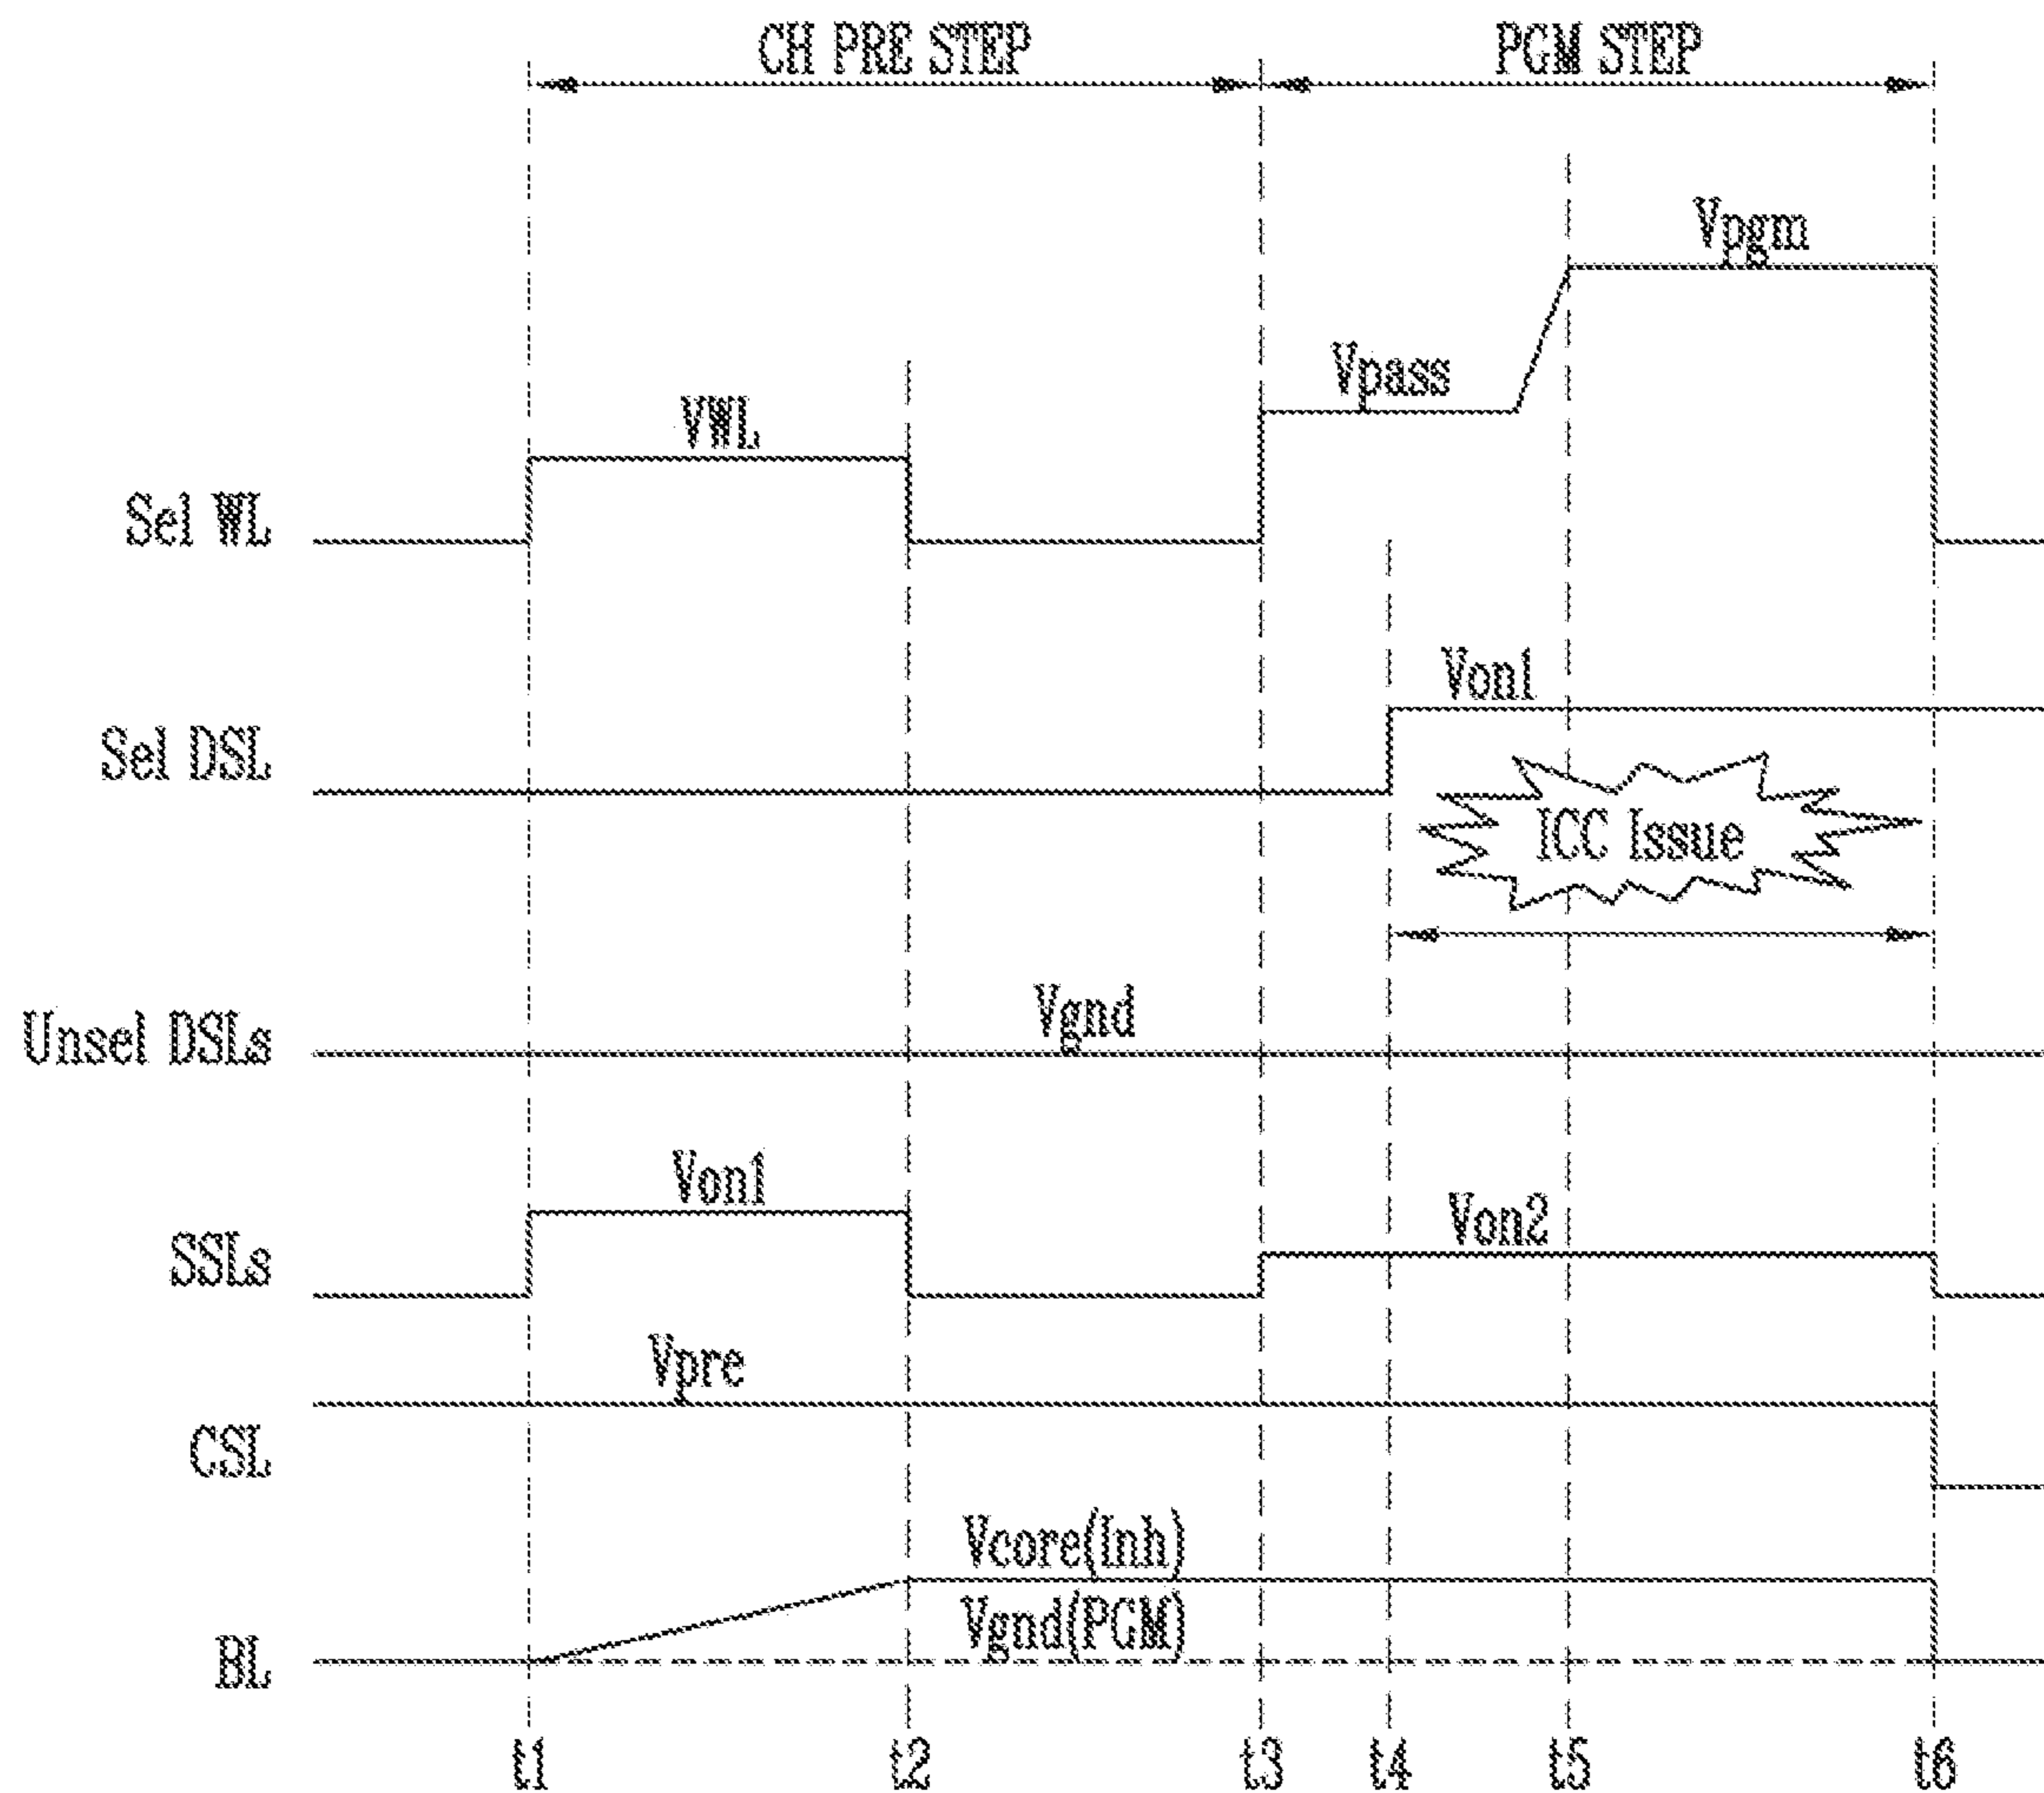 CH PRE STEP
PGM STEP
Vpgm
Vpass
VWL
Sel WL
Von1
Sel DSL
ICC Issue
Vgnd
Unsel DSLs
Von1
Von2
SSLs
Vpre
CSL
Vcore(Inh)
Vgnd(PGM)
BL
t1 t2 t3 t4 t5 t6